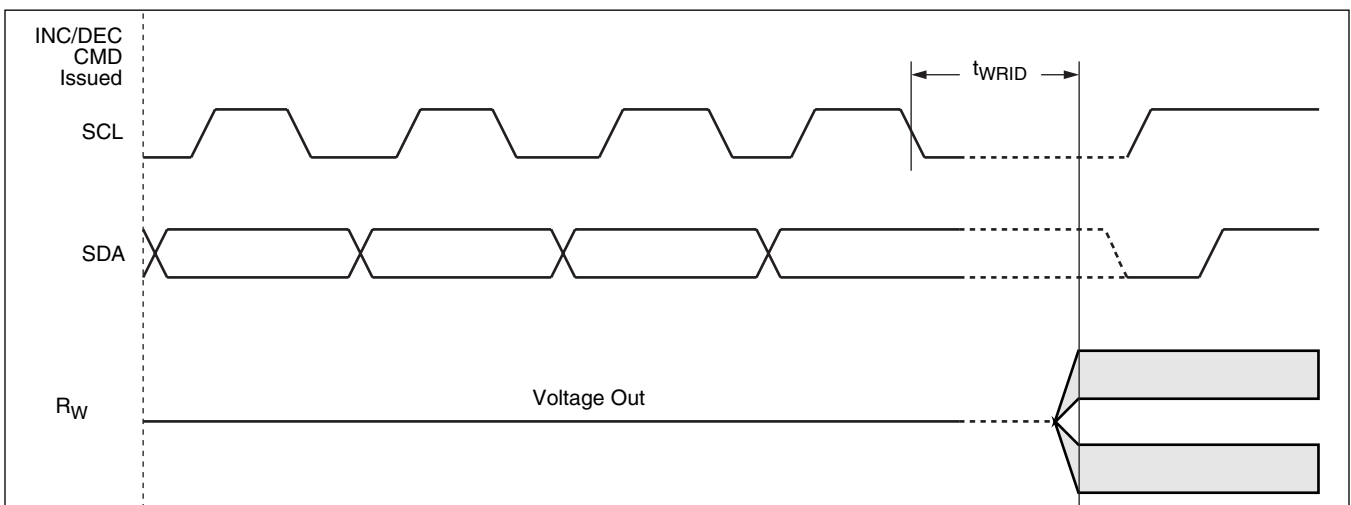 INC/DEC
CMD
Issued
tWRID
SCL
SDA
Voltage Out
RW